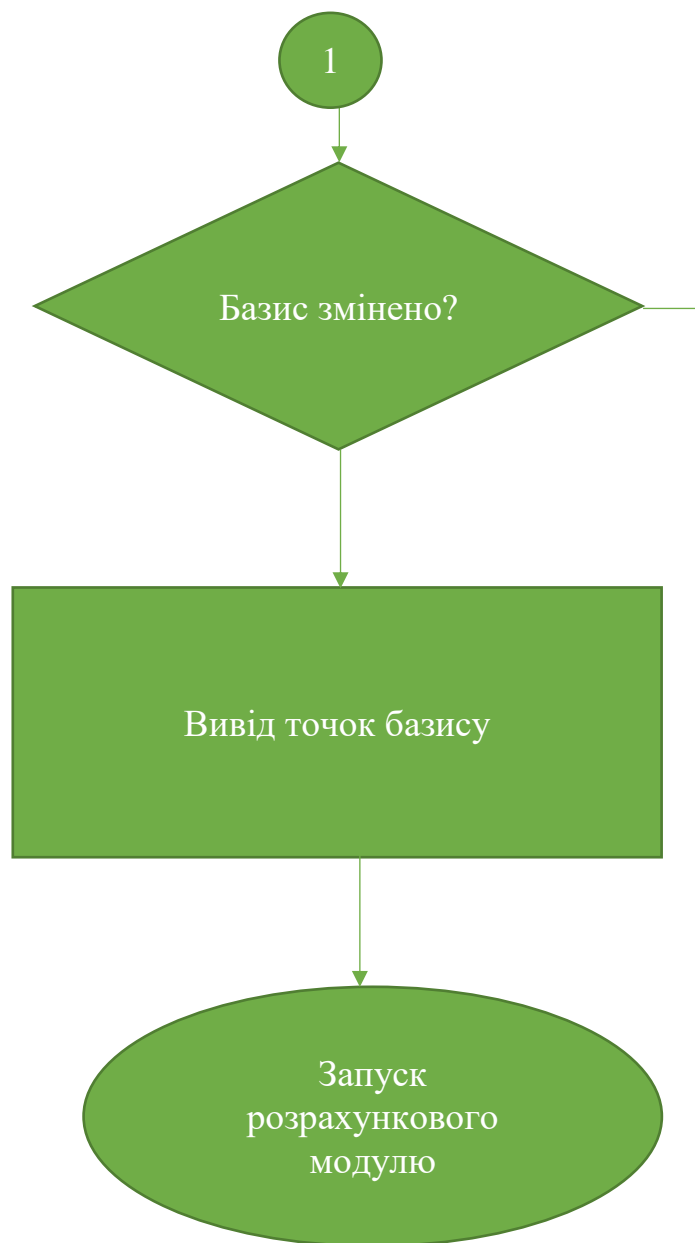 1
Базис змінено?
Вивід точок базису
Запуск
розрахункового
модулю